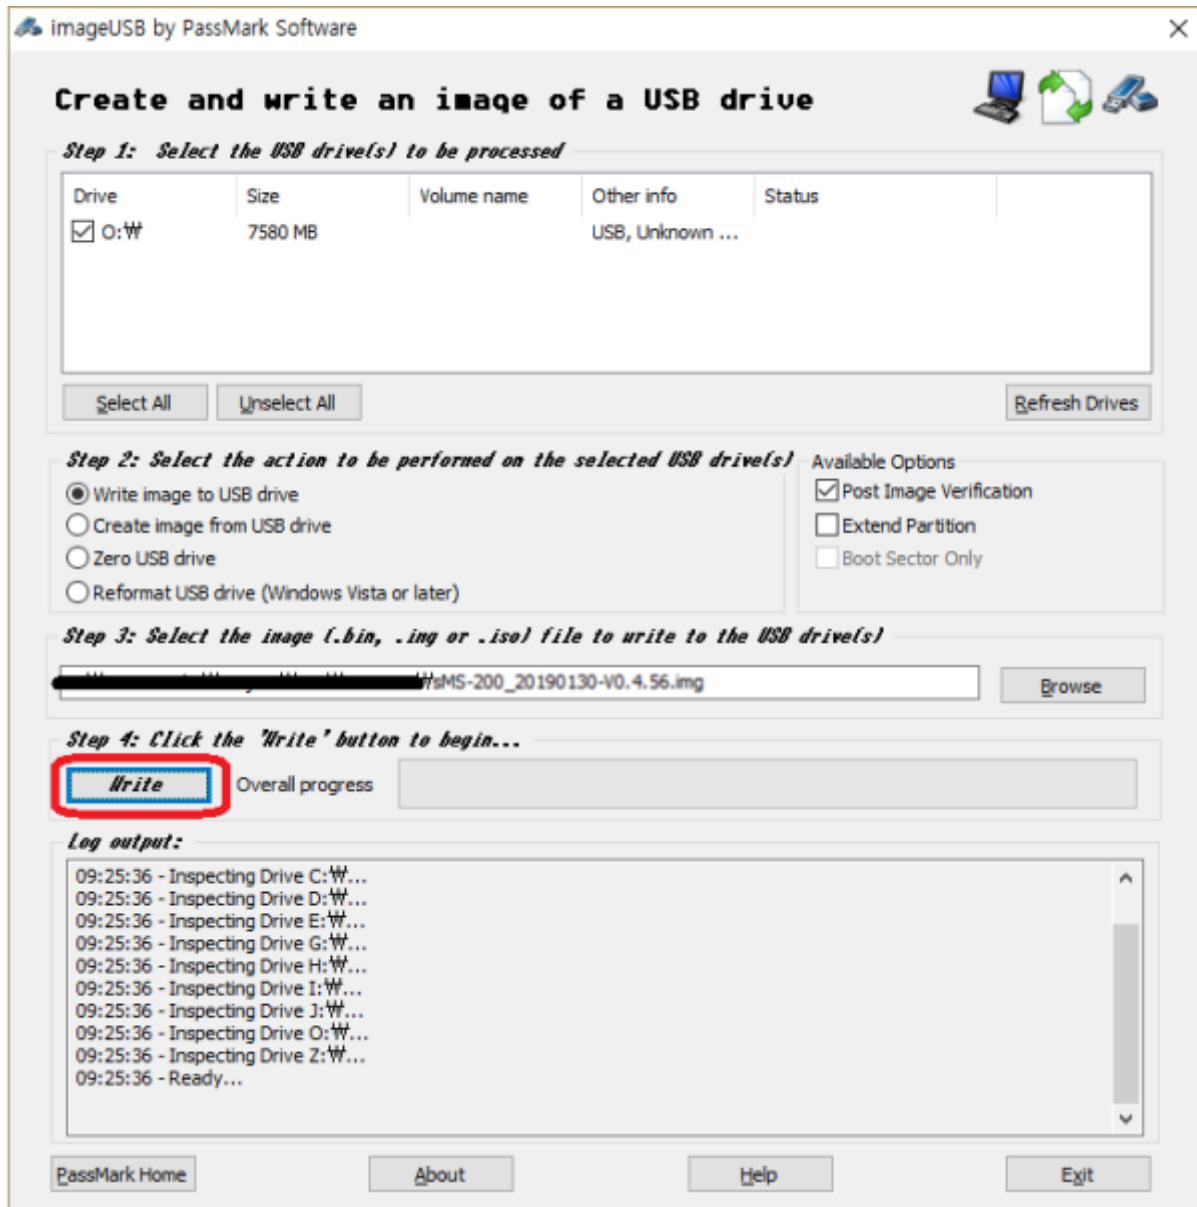 imageUSB by PassMark Software
Create and write an image of a USB drive
Step 1: Select the USB drive(s) to be processed
Drive Size Volume name Other info Status
O:₩ 7580 MB USB, Unknown ...
Select All Unselect All Refresh Drives
Step 2: Select the action to be performed on the selected USB drive(s) Available Options
Write image to USB drive Post Image Verification
Create image from USB drive Extend Partition
Zero USB drive Boot Sector Only
Reformat USB drive (Windows Vista or later)
Step 3: Select the image (.bin, .img or .iso) file to write to the USB drive(s)
₩sMS-200_20190130-V0.4.56.img Browse
Step 4: Click the 'Write' button to begin...
Write Overall progress
Log output:
09:25:36 - Inspecting Drive C:₩...
09:25:36 - Inspecting Drive D:₩...
09:25:36 - Inspecting Drive E:₩...
09:25:36 - Inspecting Drive G:₩...
09:25:36 - Inspecting Drive H:₩...
09:25:36 - Inspecting Drive I:₩...
09:25:36 - Inspecting Drive J:₩...
09:25:36 - Inspecting Drive O:₩...
09:25:36 - Inspecting Drive Z:₩...
09:25:36 - Ready...
PassMark Home About Help Exit